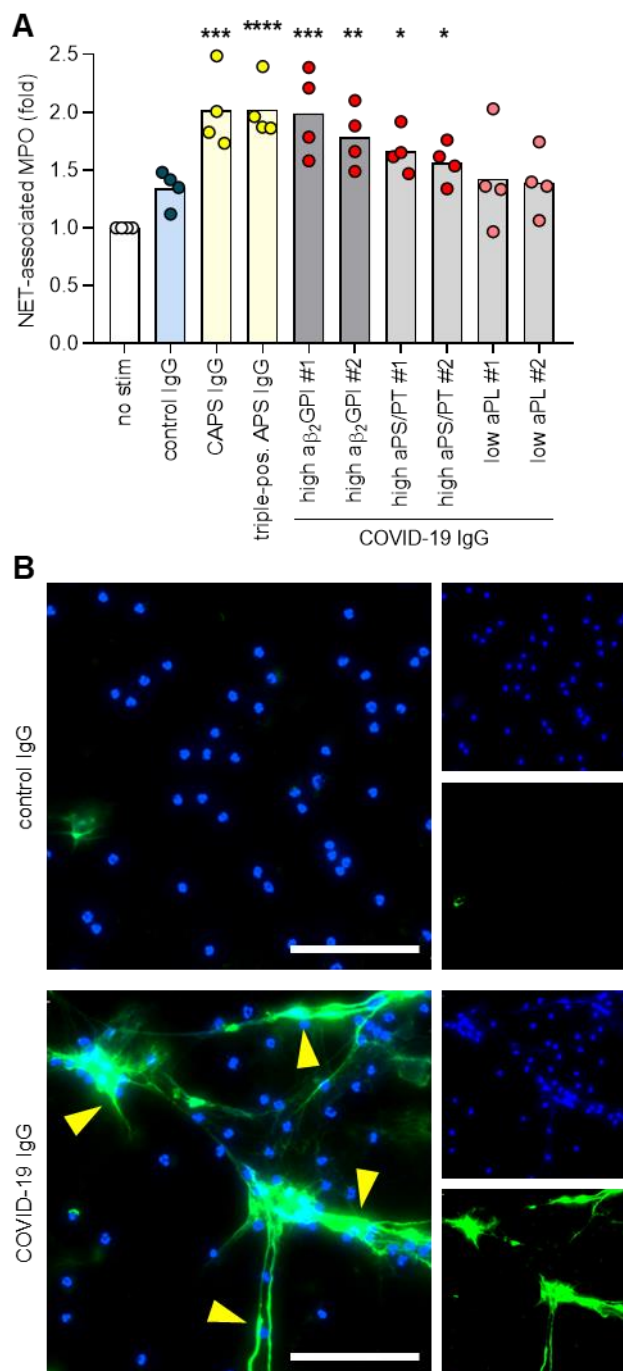 A
*** **** *** ** * *
NET-associated MPO (fold)
2.5
2.0
1.5
1.0
0.5
0.0
no stim
control IgG
CAPS IgG
triple-pos. APS IgG
high aβ₂GPI #1
high aβ₂GPI #2
high aPS/PT #1
high aPS/PT #2
low aPL #1
low aPL #2
COVID-19 IgG
B
control IgG
COVID-19 IgG